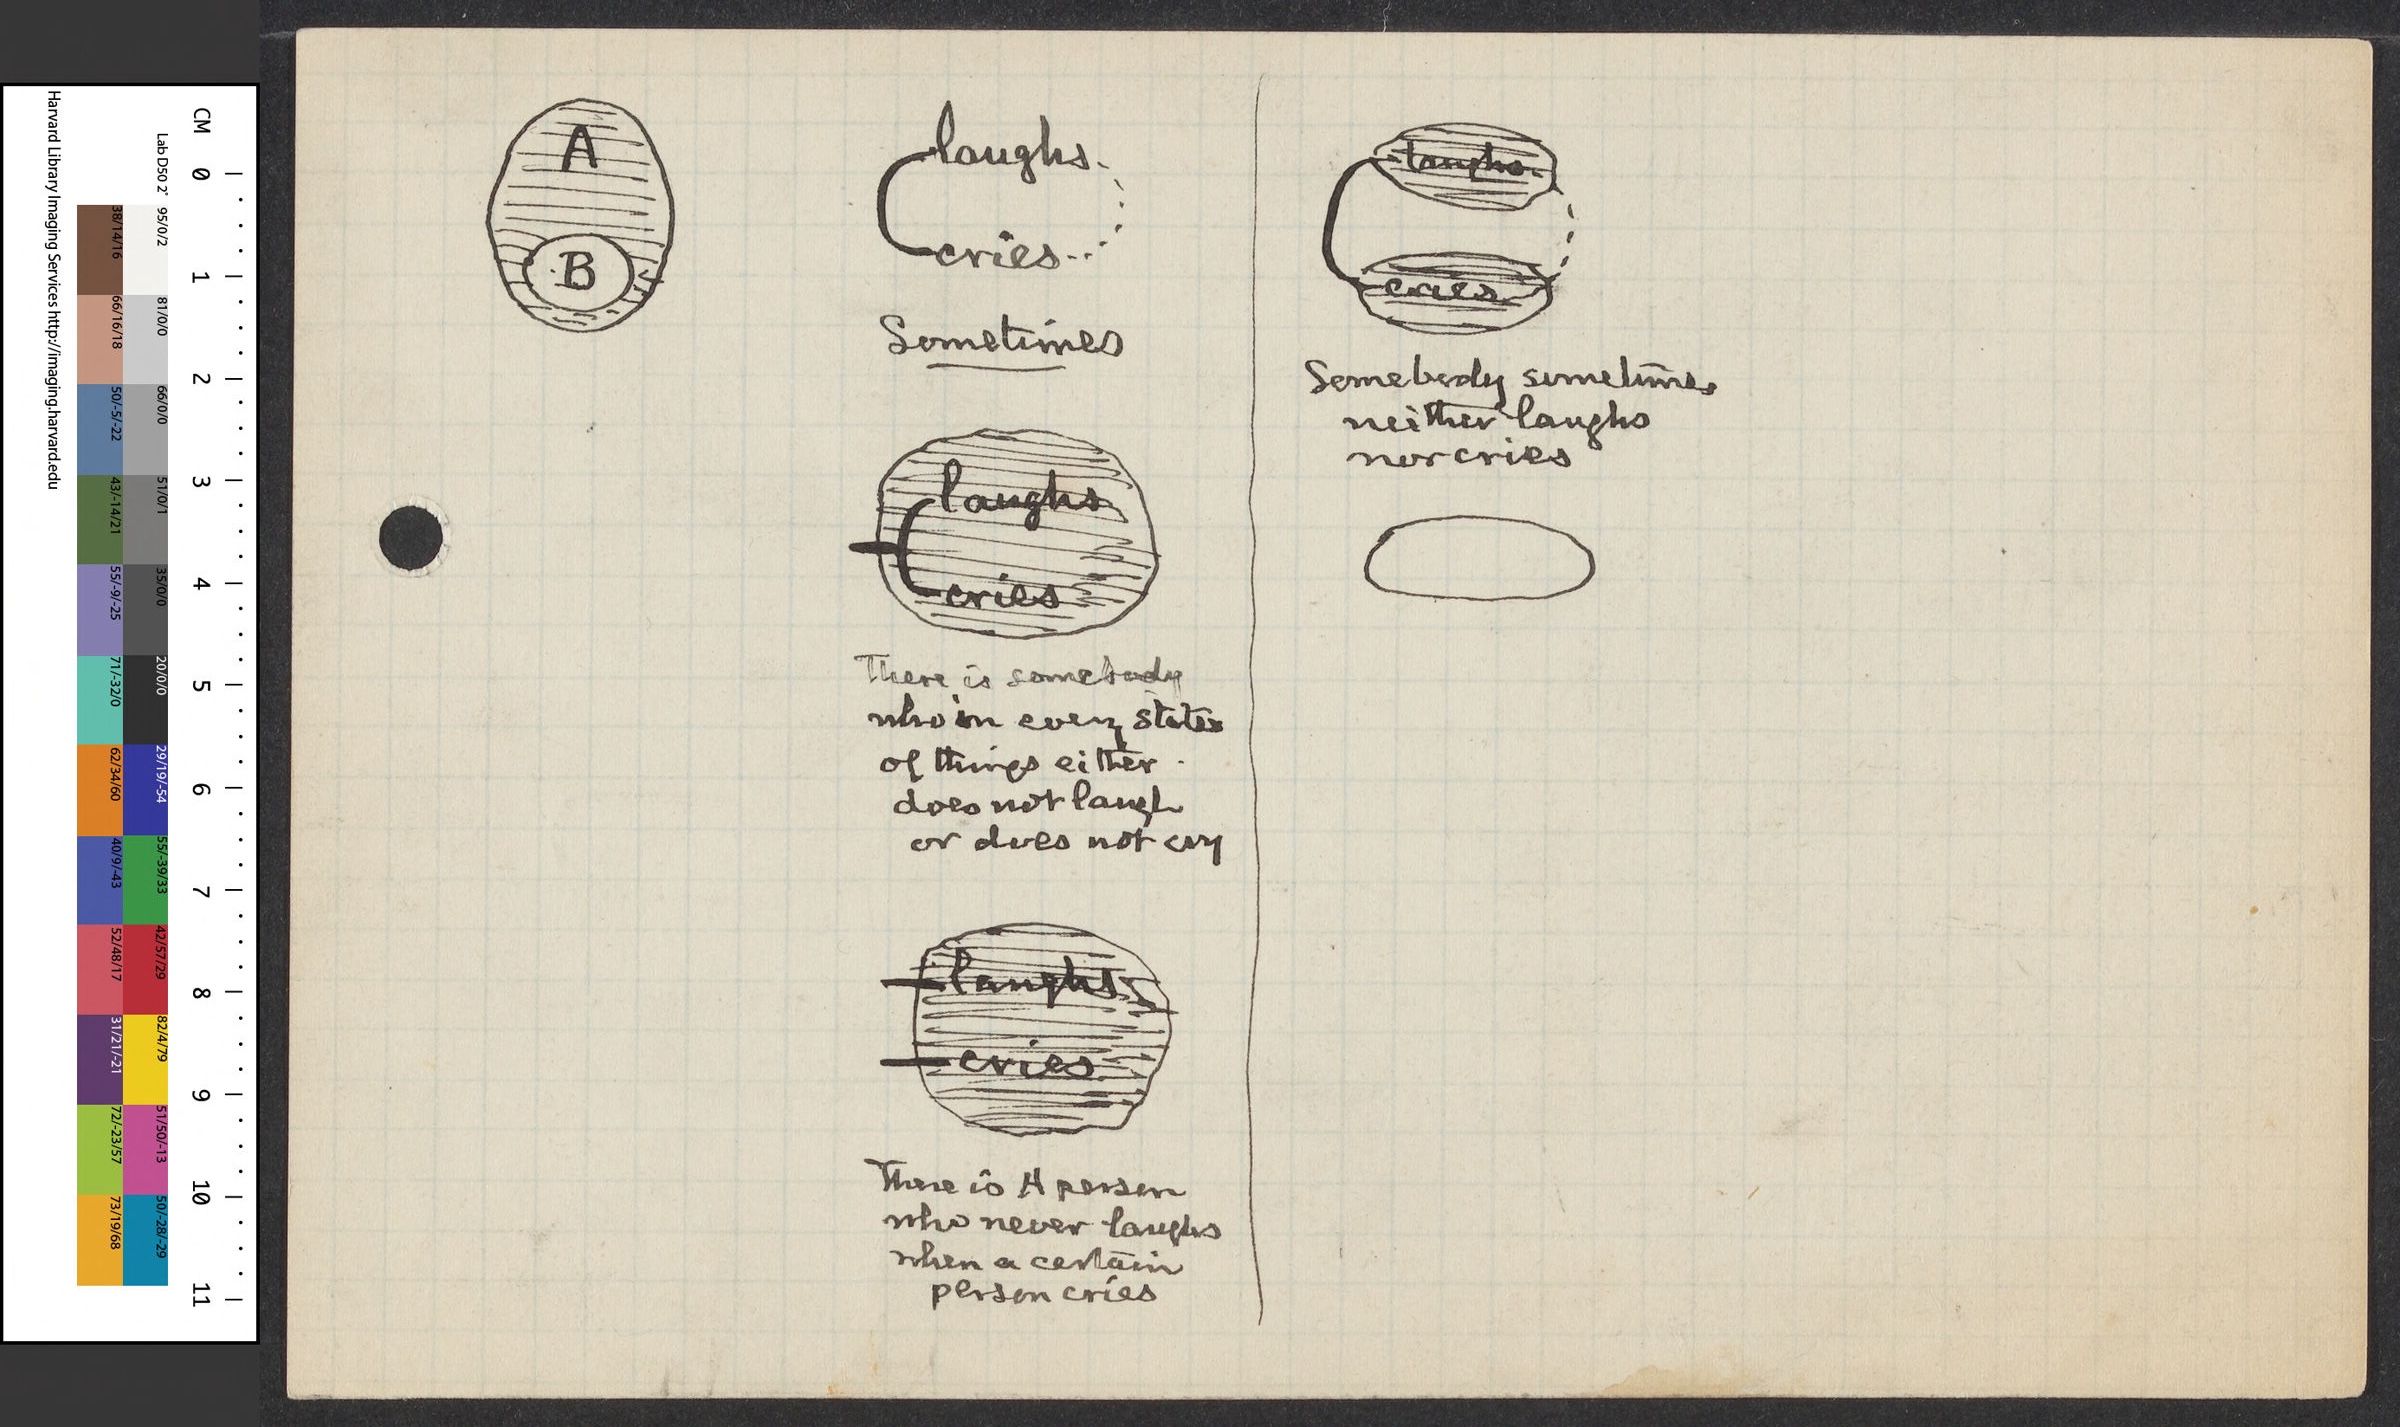 A
B
laughs
cries
Sometimes
laughs
cries
There is somebody
who in every states
of things either
does not laugh
or does not cry
laughs
cries
There is A person
who never laughs
when a certain
person cries
laughs
cries
Somebody sometimes
neither laughs
nor cries
Harvard Library Imaging Services http://imaging.harvard.edu
Lab D50 2°
CM
0
1
2
3
4
5
6
7
8
9
10
11
95/0/2
81/0/0
66/0/0
51/0/1
35/0/0
20/0/0
29/19/-54
55/-39/33
42/57/29
82/4/79
51/50/-13
50/-28/-29
38/14/16
66/16/18
50/-5/-22
43/-14/21
55/-9/-25
71/-32/0
62/34/60
40/9/-43
52/48/17
31/21/-21
72/-23/57
73/19/68